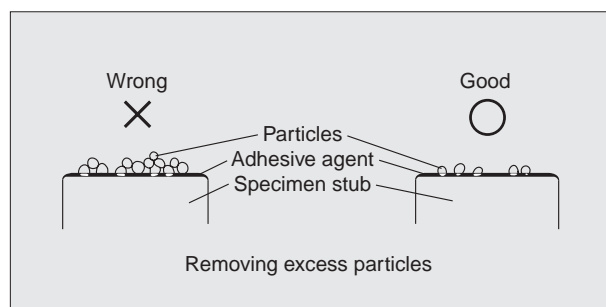 Wrong
Good
Particles
Adhesive agent
Specimen stub
Removing excess particles